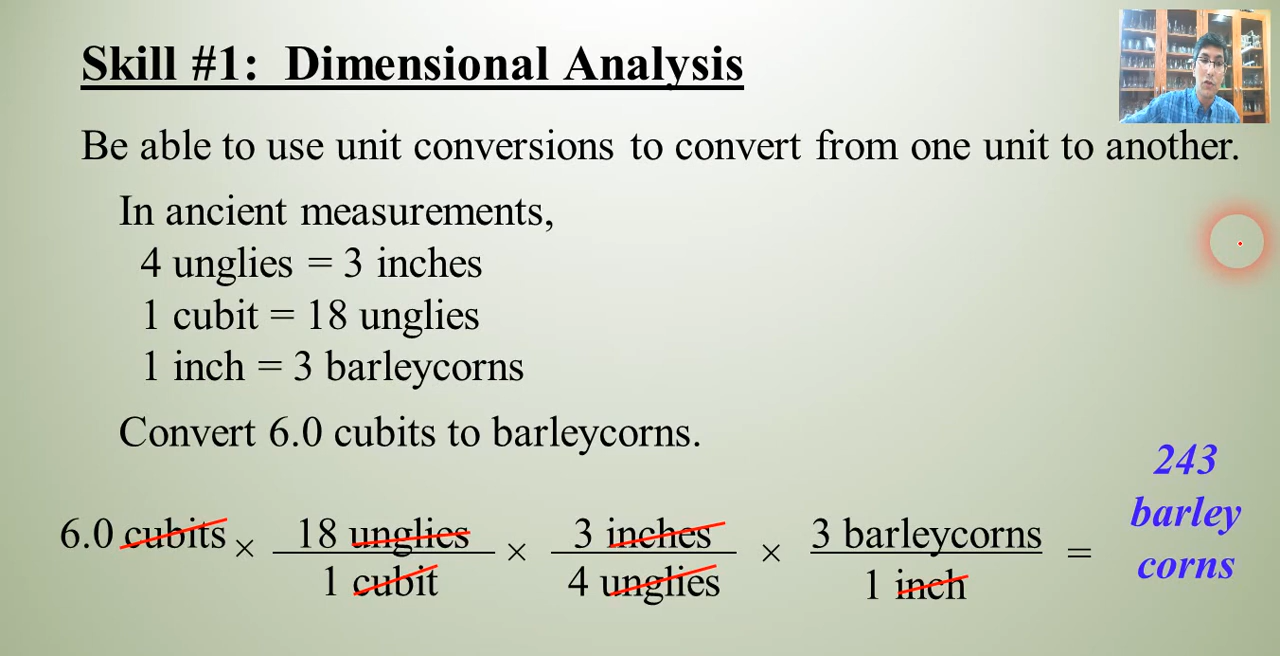 Skill #1: Dimensional Analysis
Be able to use unit conversions to convert from one unit to another.
In ancient measurements,
4 unglies = 3 inches
1 cubit = 18 unglies
1 inch = 3 barleycorns
Convert 6.0 cubits to barleycorns.
6.0 cubits × 18 unglies / 1 cubit × 3 inches / 4 unglies × 3 barleycorns / 1 inch =
243
barley
corns